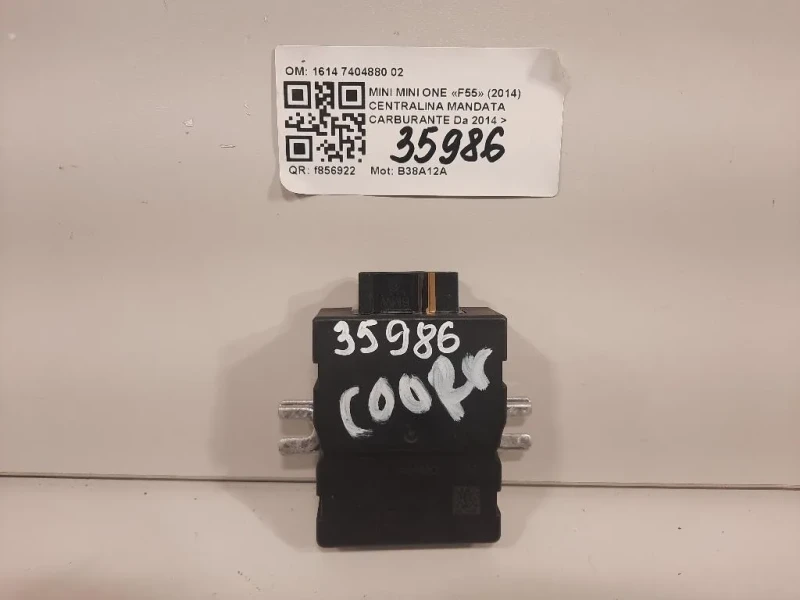 OM: 1614 7404880 02
MINI MINI ONE «F55» (2014)
CENTRALINA MANDATA
CARBURANTE Da 2014 >
35986
QR: f856922 Mot: B38A12A
35986
COOPER